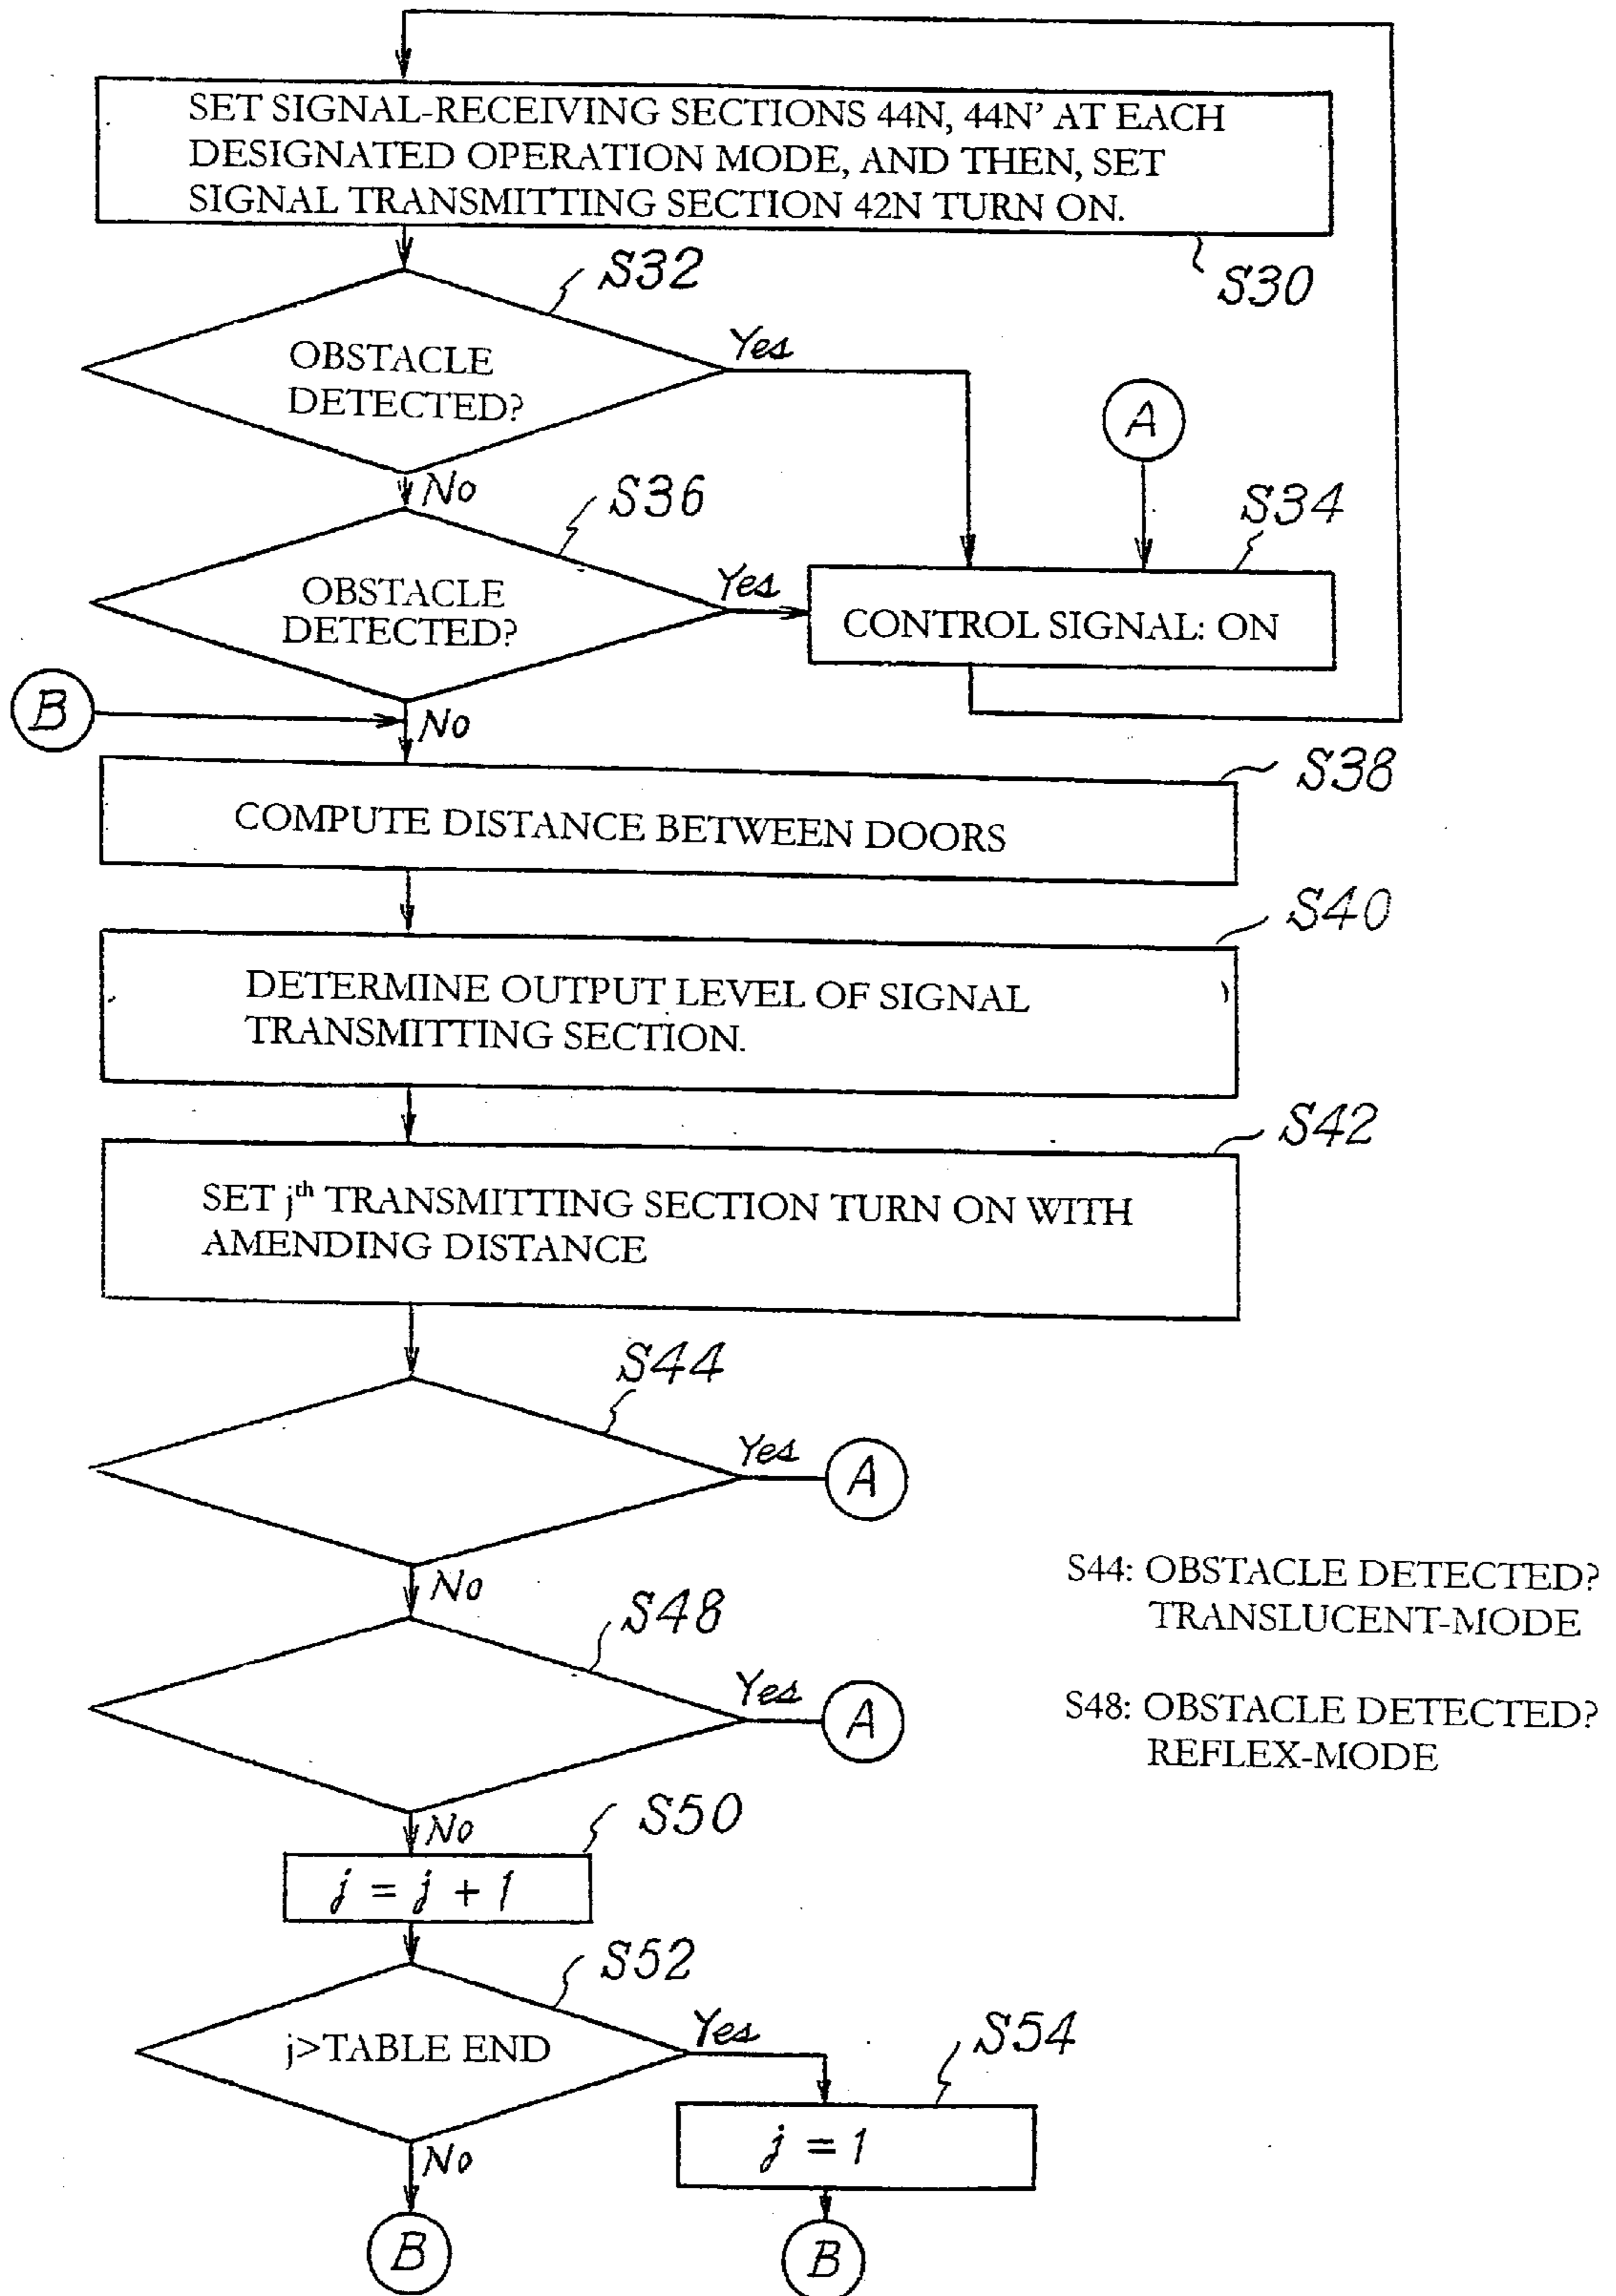 SET SIGNAL-RECEIVING SECTIONS 44N, 44N' AT EACH
DESIGNATED OPERATION MODE, AND THEN, SET
SIGNAL TRANSMITTING SECTION 42N TURN ON.
S30
S32
OBSTACLE
DETECTED?
Yes
No
A
S34
S36
OBSTACLE
DETECTED?
Yes
CONTROL SIGNAL: ON
B
No
S38
COMPUTE DISTANCE BETWEEN DOORS
S40
DETERMINE OUTPUT LEVEL OF SIGNAL
TRANSMITTING SECTION.
S42
SET jth TRANSMITTING SECTION TURN ON WITH
AMENDING DISTANCE
S44
Yes
A
No
S44: OBSTACLE DETECTED?
TRANSLUCENT-MODE
S48
Yes
A
S48: OBSTACLE DETECTED?
REFLEX-MODE
No
S50
j = j + 1
S52
j>TABLE END
Yes
S54
j = 1
No
B
B